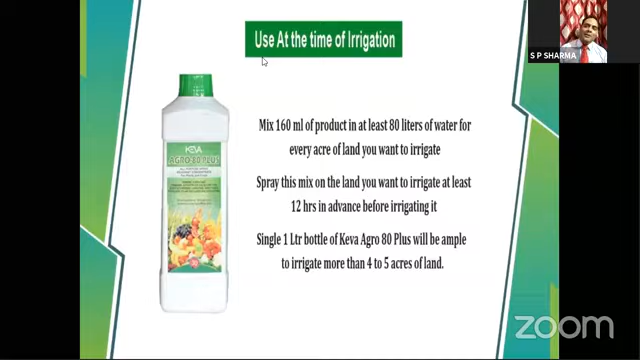 Use At the time of Irrigation
S P SHARMA
KEVA
AGRO 80 PLUS
Mix 160 ml of product in at least 80 liters of water for
every acre of land you want to irrigate
Spray this mix on the land you want to irrigate at least
12 hrs in advance before irrigating it
Single 1 Ltr bottle of Keva Agro 80 Plus will be ample
to irrigate more than 4 to 5 acres of land.
zoom